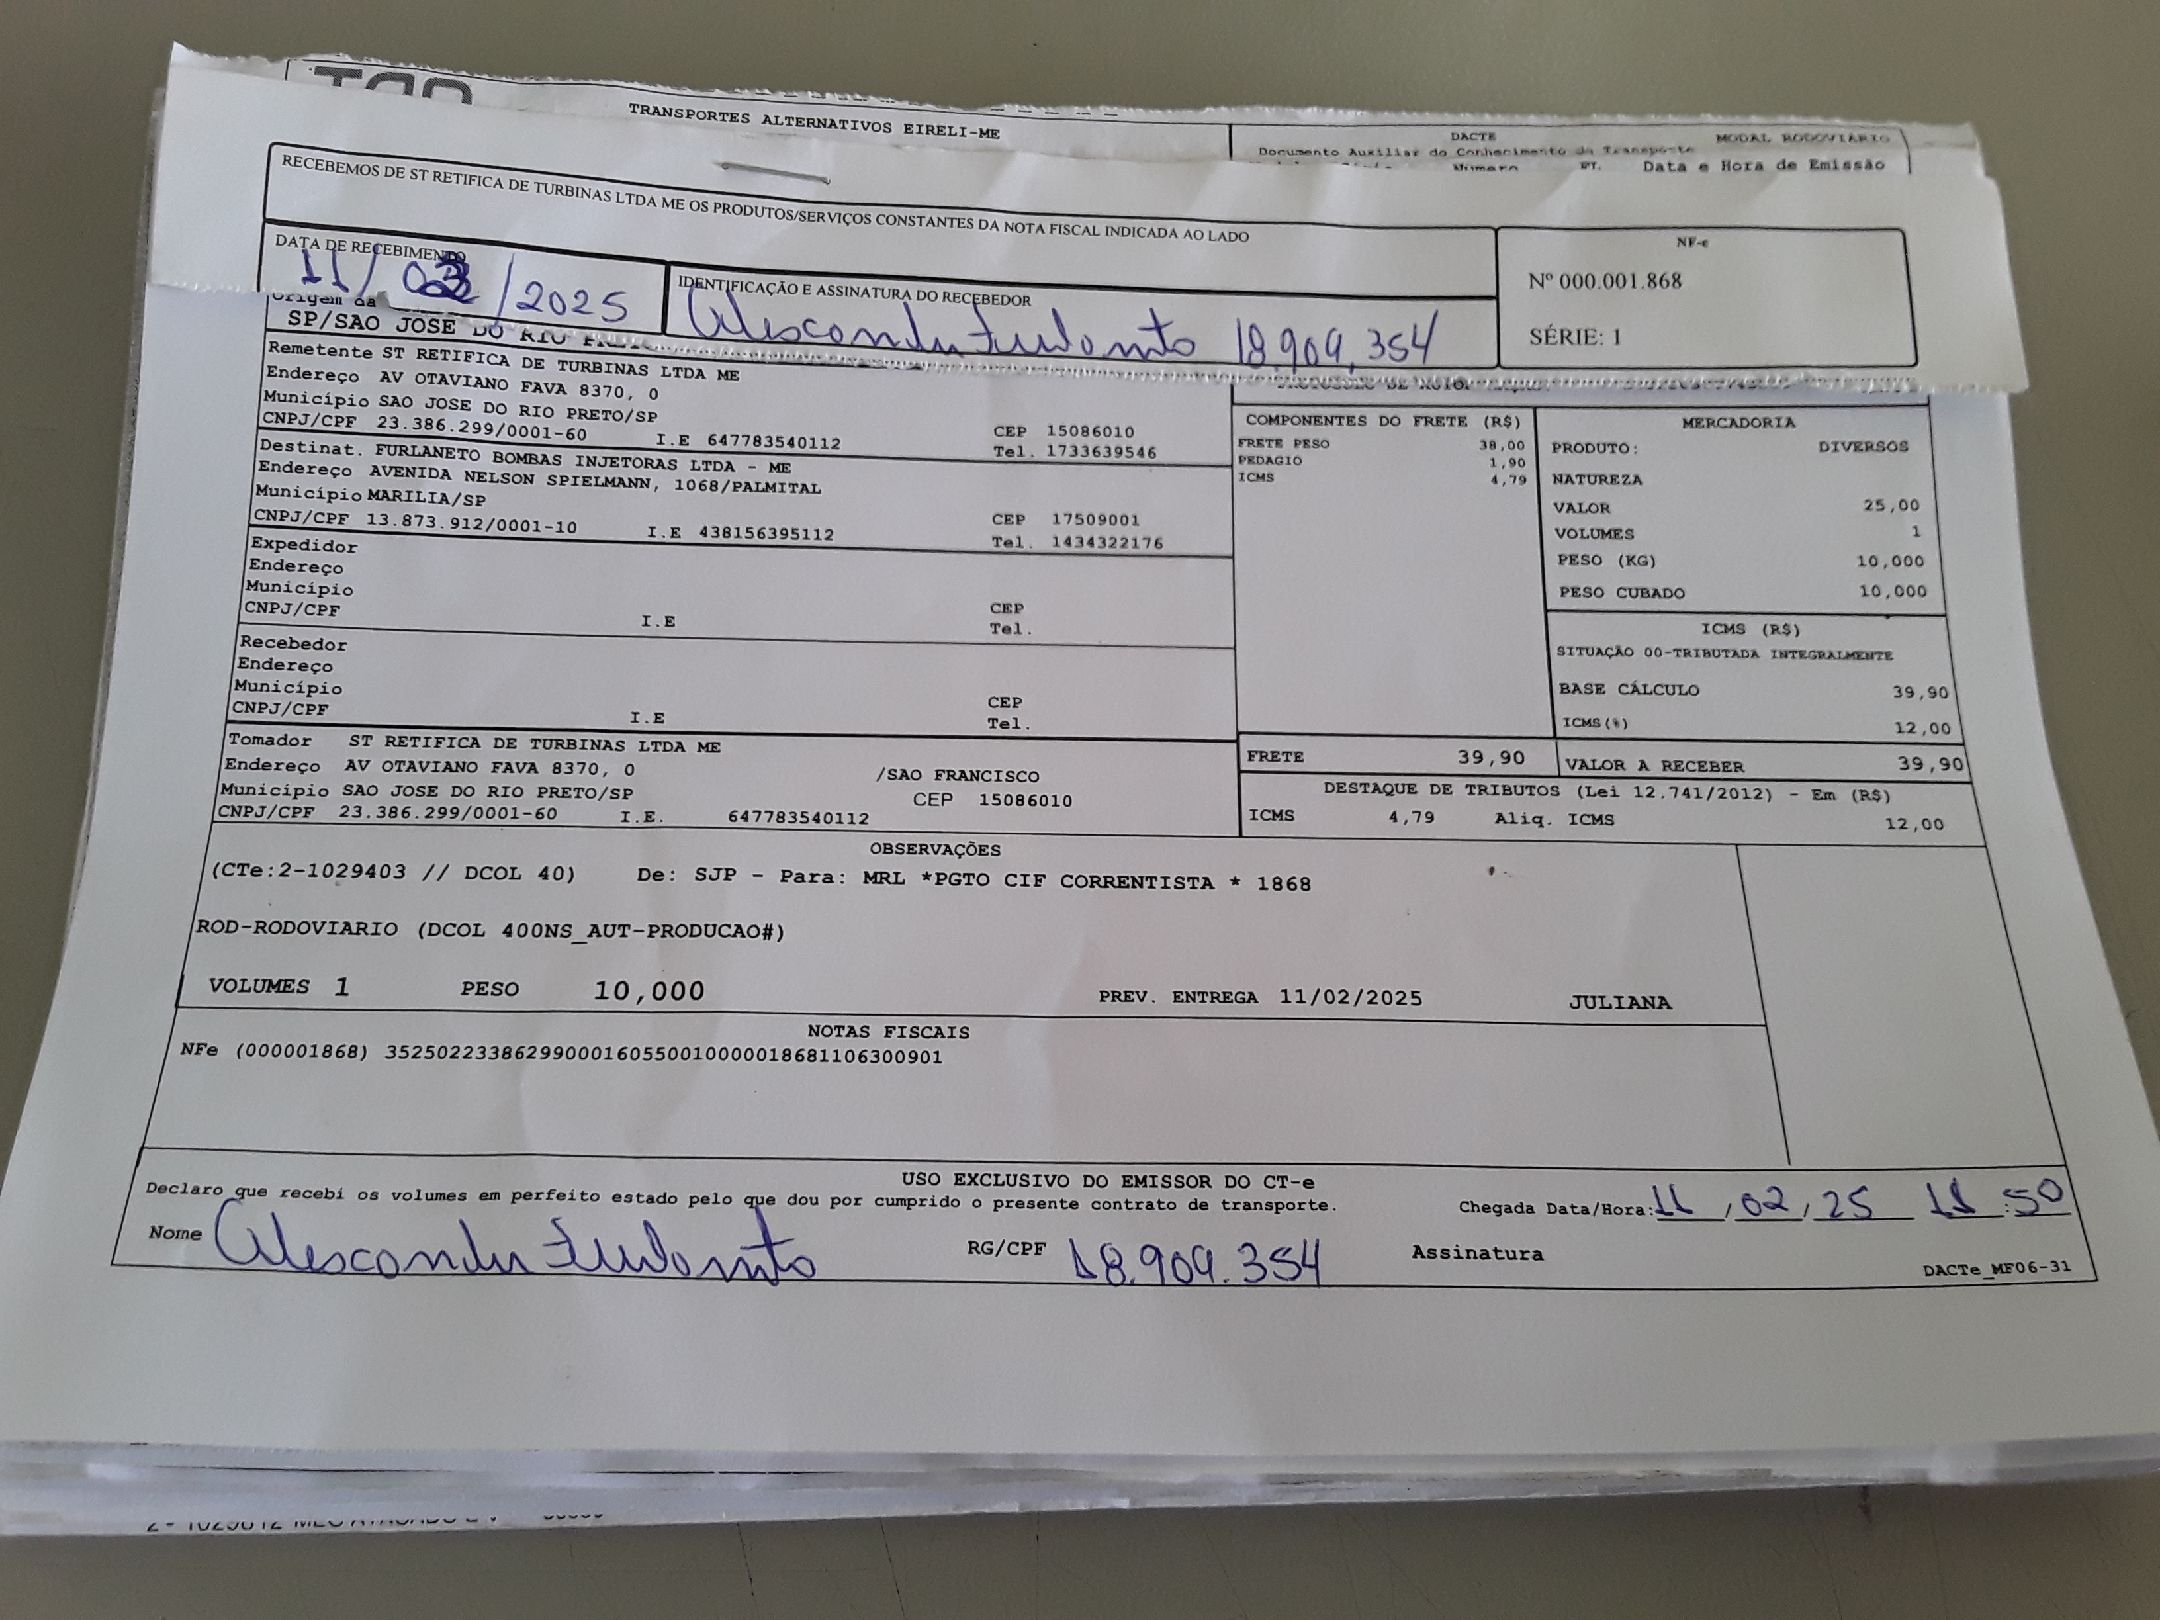 TRANSPORTES ALTERNATIVOS EIRELI-ME
DACTE MODAL RODOVIÁRIO
Documento Auxiliar do Conhecimento de Transporte
Numero FL. Data e Hora de Emissão
RECEBEMOS DE ST RETIFICA DE TURBINAS LTDA ME OS PRODUTOS/SERVIÇOS CONSTANTES DA NOTA FISCAL INDICADA AO LADO
DATA DE RECEBIMENTO
11/02/2025
IDENTIFICAÇÃO E ASSINATURA DO RECEBEDOR
18.909.354
NF-e
Nº 000.001.868
SÉRIE: 1
Origem da
SP/SAO JOSE DO RIO
Remetente ST RETIFICA DE TURBINAS LTDA ME
Endereço AV OTAVIANO FAVA 8370, 0
Município SAO JOSE DO RIO PRETO/SP CEP 15086010
CNPJ/CPF 23.386.299/0001-60 I.E 647783540112 Tel. 1733639546
Destinat. FURLANETO BOMBAS INJETORAS LTDA - ME
Endereço AVENIDA NELSON SPIELMANN, 1068/PALMITAL
Município MARILIA/SP CEP 17509001
CNPJ/CPF 13.873.912/0001-10 I.E 438156395112 Tel. 1434322176
Expedidor
Endereço
Município CEP
CNPJ/CPF I.E Tel.
Recebedor
Endereço
Município CEP
CNPJ/CPF I.E Tel.
Tomador ST RETIFICA DE TURBINAS LTDA ME
Endereço AV OTAVIANO FAVA 8370, 0 /SAO FRANCISCO
Município SAO JOSE DO RIO PRETO/SP CEP 15086010
CNPJ/CPF 23.386.299/0001-60 I.E. 647783540112
COMPONENTES DO FRETE (R$)
FRETE PESO 38,00
PEDAGIO 1,90
ICMS 4,79
MERCADORIA
PRODUTO: DIVERSOS
NATUREZA
VALOR 25,00
VOLUMES 1
PESO (KG) 10,000
PESO CUBADO 10,000
ICMS (R$)
SITUAÇÃO 00-TRIBUTADA INTEGRALMENTE
BASE CÁLCULO 39,90
ICMS(%) 12,00
FRETE 39,90 VALOR A RECEBER 39,90
DESTAQUE DE TRIBUTOS (Lei 12.741/2012) - Em (R$)
ICMS 4,79 Aliq. ICMS 12,00
OBSERVAÇÕES
(CTe:2-1029403 // DCOL 40) De: SJP - Para: MRL *PGTO CIF CORRENTISTA * 1868
ROD-RODOVIARIO (DCOL 400NS_AUT-PRODUCAO#)
VOLUMES 1 PESO 10,000 PREV. ENTREGA 11/02/2025 JULIANA
NOTAS FISCAIS
NFe (000001868) 35250223386299000160550010000018681106300901
USO EXCLUSIVO DO EMISSOR DO CT-e
Declaro que recebi os volumes em perfeito estado pelo que dou por cumprido o presente contrato de transporte.
Chegada Data/Hora: 11/02/25 11:50
Nome RG/CPF 18.909.354 Assinatura
DACTe_MF06-31